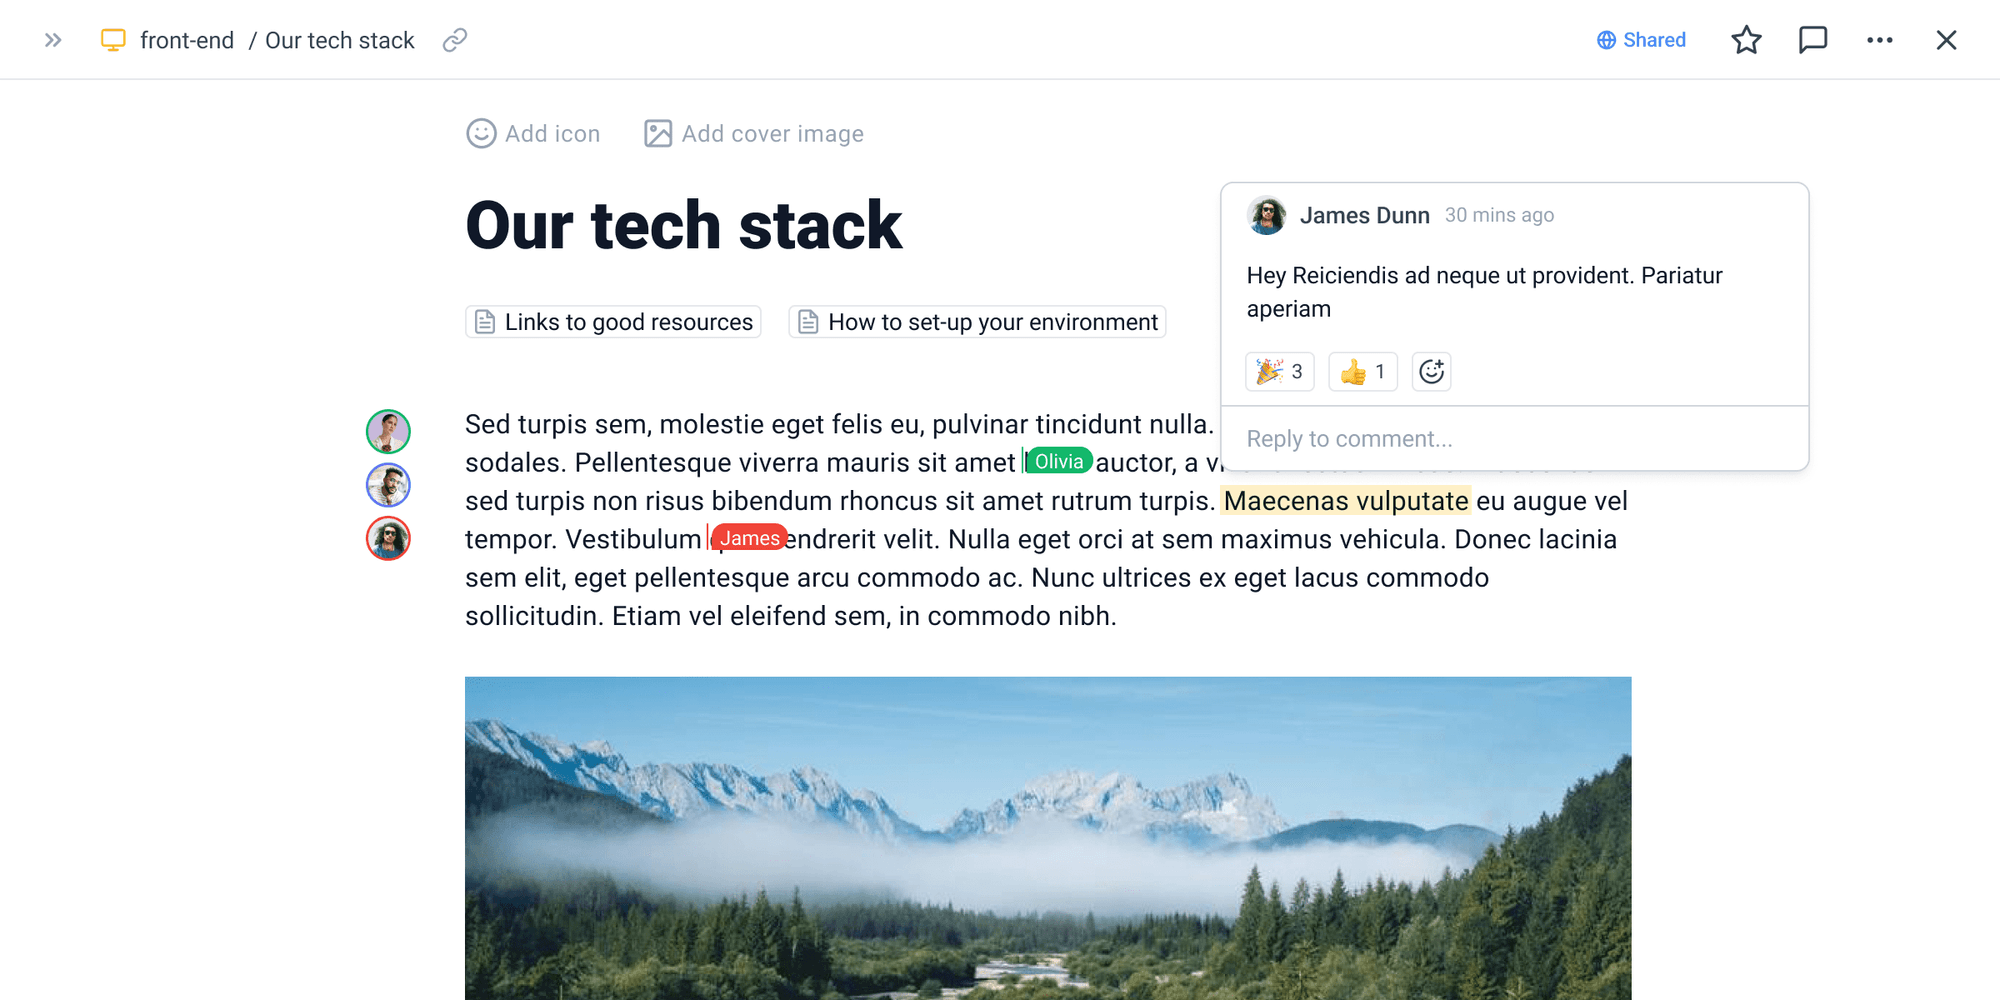 front-end / Our tech stack
Shared
Add icon
Add cover image
Our tech stack
James Dunn 30 mins ago
Hey Reiciendis ad neque ut provident. Pariatur
aperiam
3
1
Reply to comment...
Links to good resources
How to set-up your environment
Sed turpis sem, molestie eget felis eu, pulvinar tincidunt nulla.
sodales. Pellentesque viverra mauris sit amet Olivia auctor, a
sed turpis non risus bibendum rhoncus sit amet rutrum turpis. Maecenas vulputate eu augue vel
tempor. Vestibulum James endrerit velit. Nulla eget orci at sem maximus vehicula. Donec lacinia
sem elit, eget pellentesque arcu commodo ac. Nunc ultrices ex eget lacus commodo
sollicitudin. Etiam vel eleifend sem, in commodo nibh.